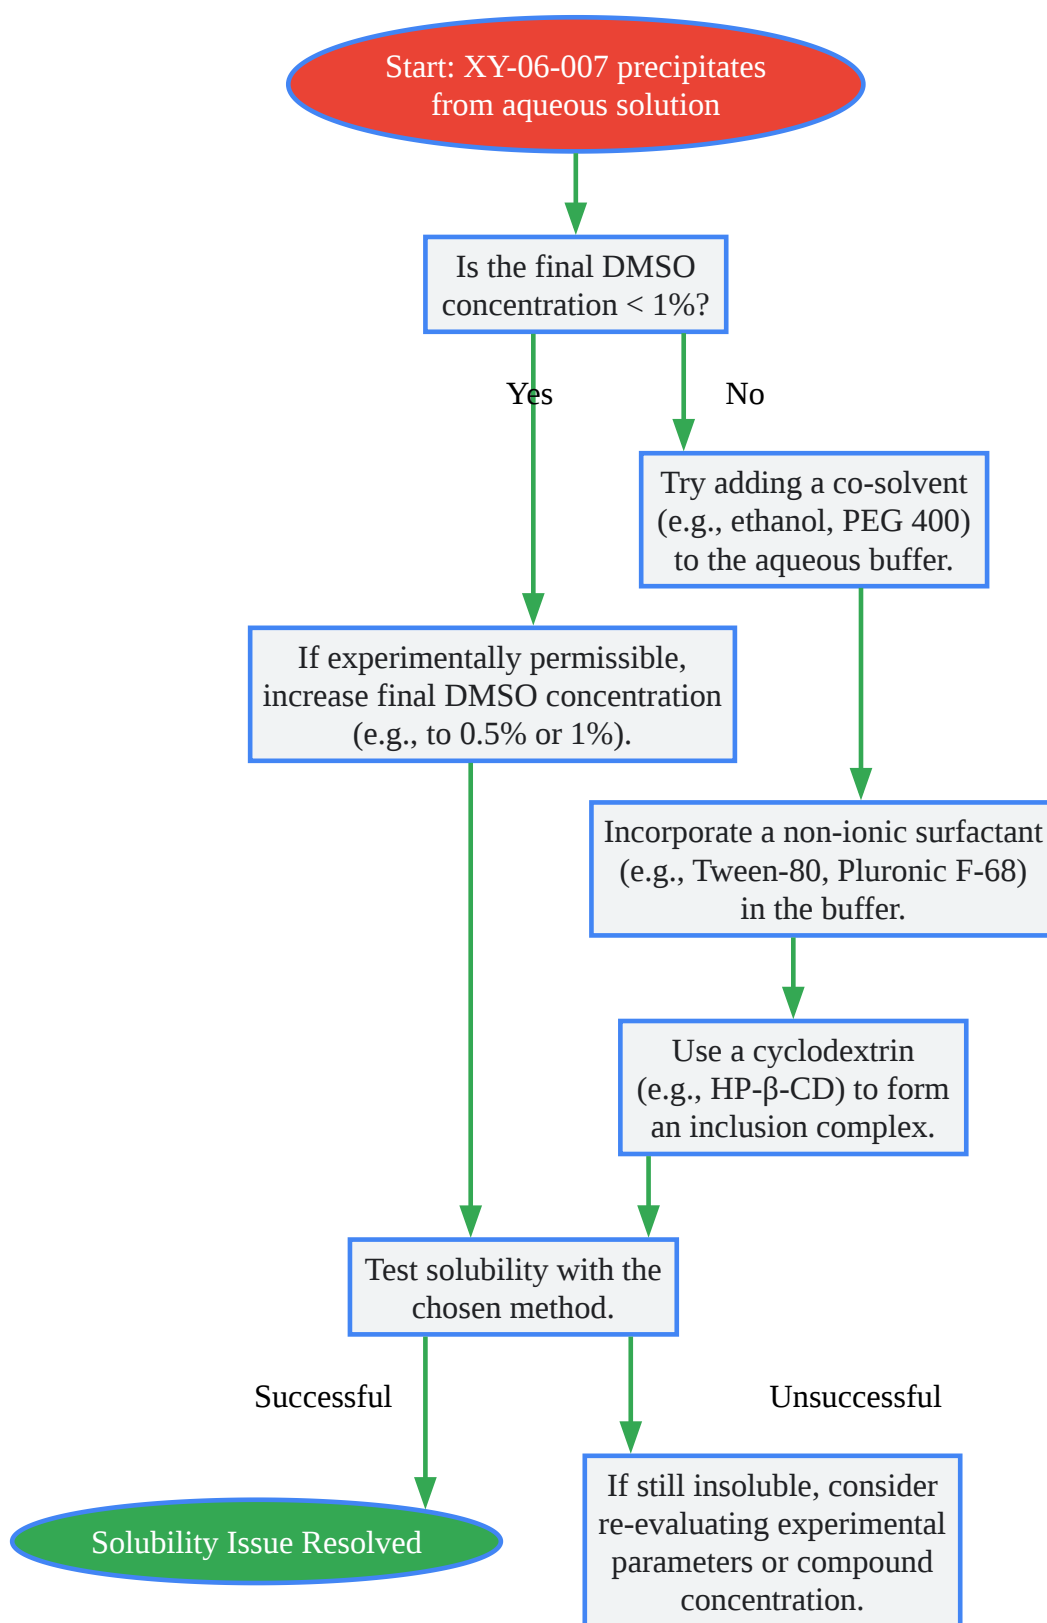 Start: XY-06-007 precipitates
from aqueous solution
Is the final DMSO
concentration < 1%?
Yes
No
Try adding a co-solvent
(e.g., ethanol, PEG 400)
to the aqueous buffer.
If experimentally permissible,
increase final DMSO concentration
(e.g., to 0.5% or 1%).
Incorporate a non-ionic surfactant
(e.g., Tween-80, Pluronic F-68)
in the buffer.
Use a cyclodextrin
(e.g., HP-β-CD) to form
an inclusion complex.
Test solubility with the
chosen method.
Successful
Unsuccessful
Solubility Issue Resolved
If still insoluble, consider
re-evaluating experimental
parameters or compound
concentration.